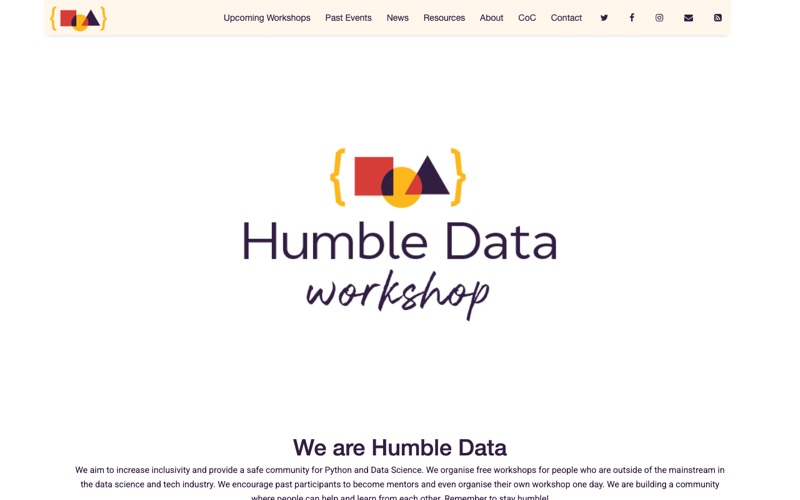 Upcoming Workshops Past Events News Resources About CoC Contact
Humble Data
workshop
We are Humble Data
We aim to increase inclusivity and provide a safe community for Python and Data Science. We organise free workshops for people who are outside of the mainstream in
the data science and tech industry. We encourage past participants to become mentors and even organise their own workshop one day. We are building a community
where people can help and learn from each other. Remember to stay humble!